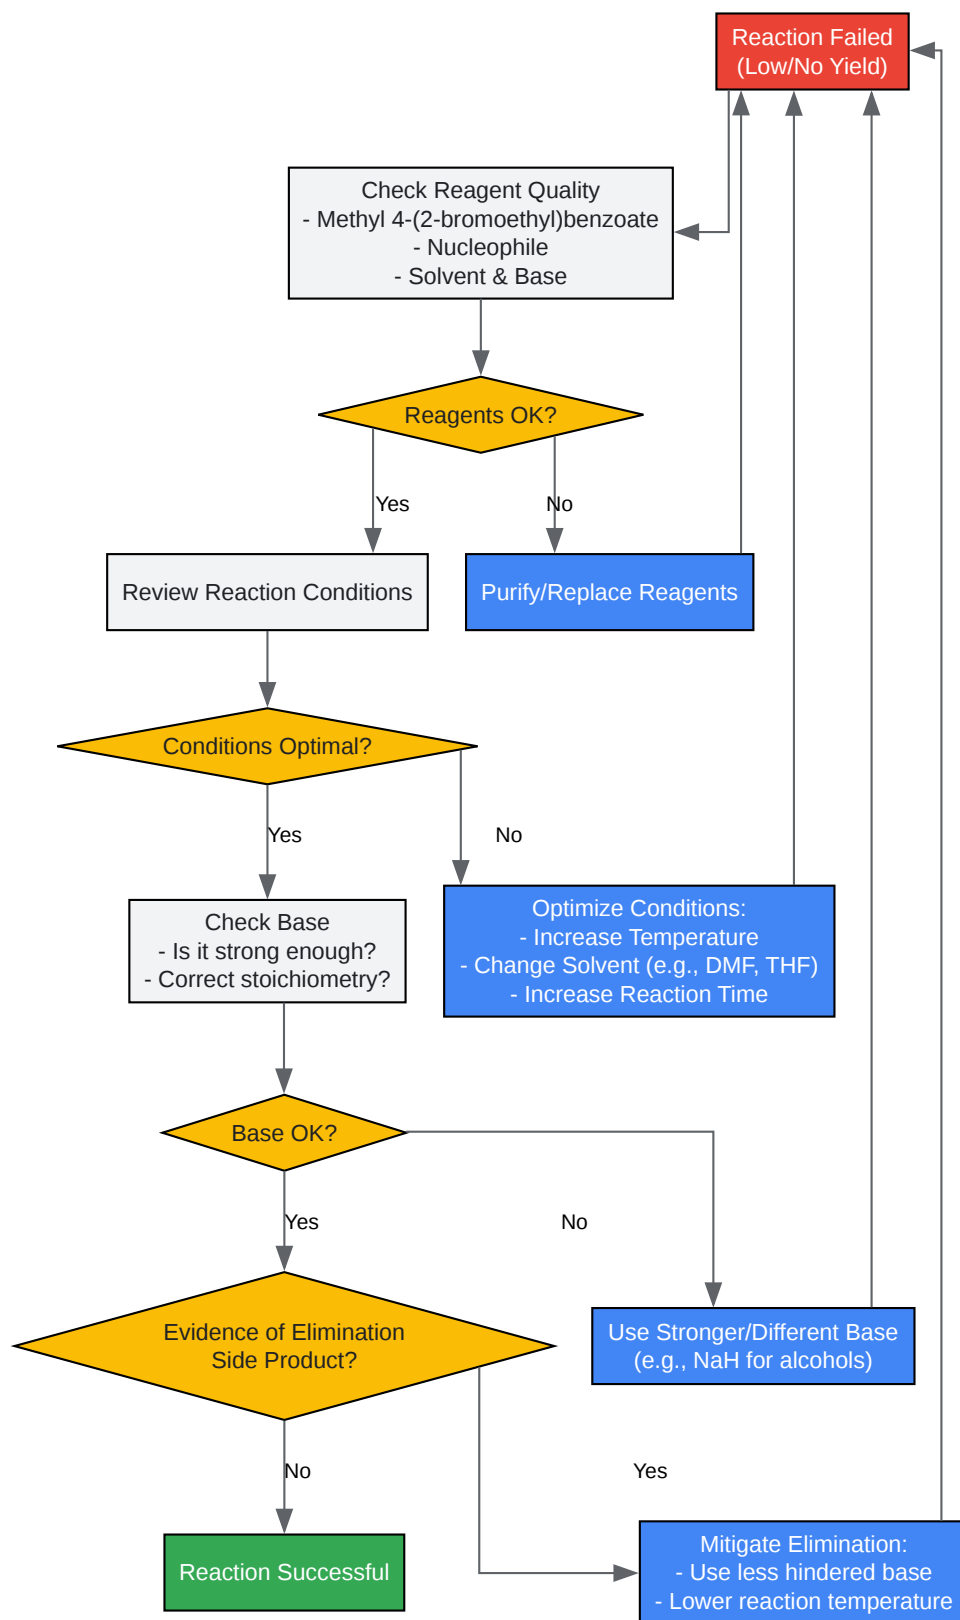 Reaction Failed
(Low/No Yield)
Check Reagent Quality
- Methyl 4-(2-bromoethyl)benzoate
- Nucleophile
- Solvent & Base
Reagents OK?
Yes
No
Review Reaction Conditions
Purify/Replace Reagents
Conditions Optimal?
Yes
No
Check Base
- Is it strong enough?
- Correct stoichiometry?
Optimize Conditions:
- Increase Temperature
- Change Solvent (e.g., DMF, THF)
- Increase Reaction Time
Base OK?
Yes
No
Evidence of Elimination
Side Product?
Use Stronger/Different Base
(e.g., NaH for alcohols)
No
Yes
Reaction Successful
Mitigate Elimination:
- Use less hindered base
- Lower reaction temperature